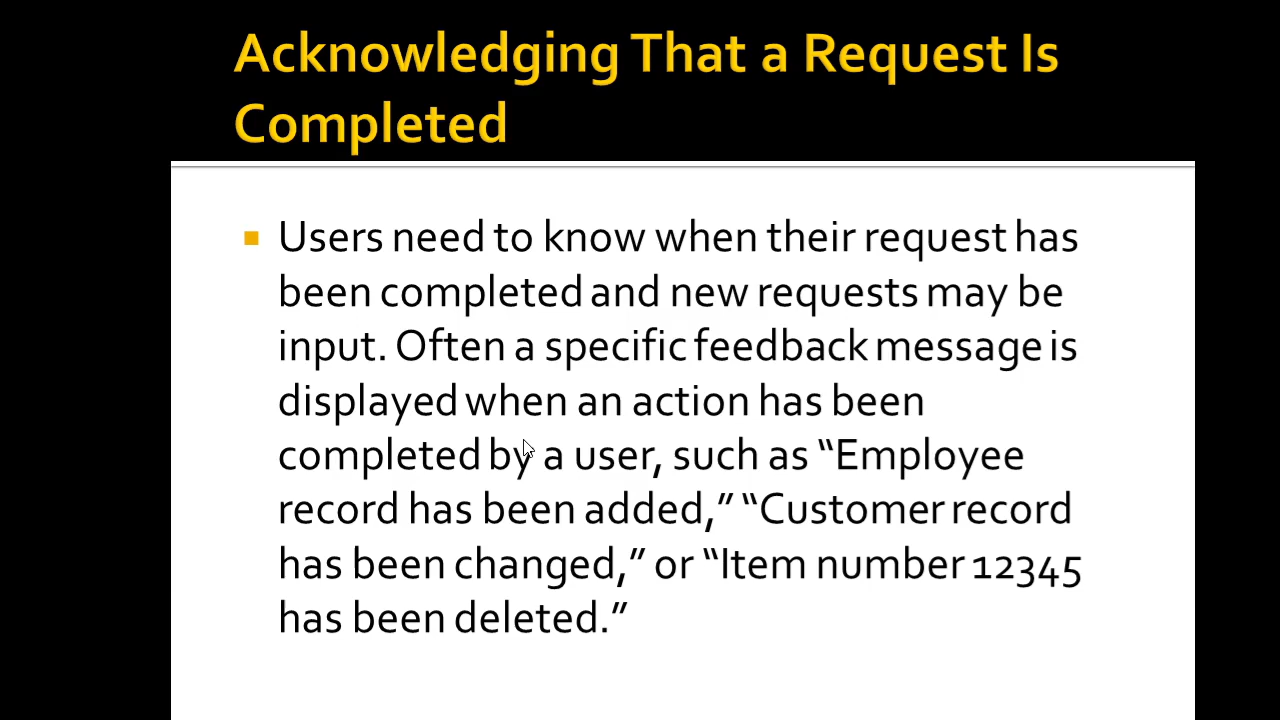 Acknowledging That a Request Is
Completed
Users need to know when their request has
been completed and new requests may be
input. Often a specific feedback message is
displayed when an action has been
completed by a user, such as “Employee
record has been added,” “Customer record
has been changed,” or “Item number 12345
has been deleted.”